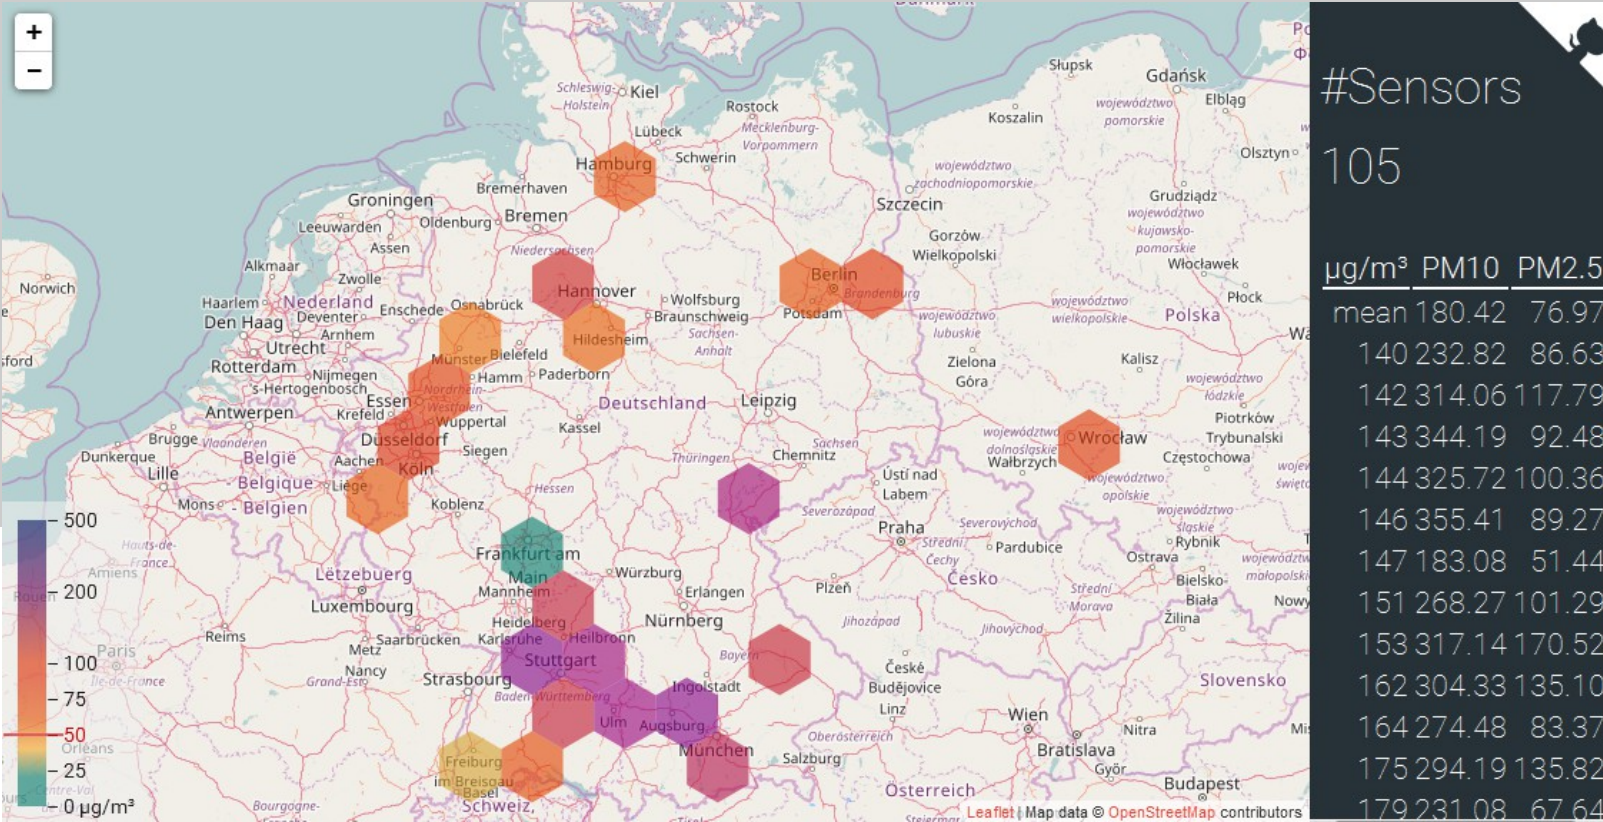 +
−
Danmark
Słupsk
Gdańsk
Elbląg
Koszalin
województwo
pomorskie
Olsztyn
Schleswig-
Holstein
Kiel
Rostock
Lübeck
Mecklenburg-
Vorpommern
Schwerin
Hamburg
Bremerhaven
województwo
zachodniopomorskie
Grudziądz
Szczecin
województwo
kujawsko-
pomorskie
Groningen
Leeuwarden
Oldenburg
Bremen
Assen
Niedersachsen
Gorzów
Wielkopolski
Włocławek
Alkmaar
Zwolle
Norwich
Hannover
Berlin
Brandenburg
Płock
Haarlem
Nederland
Enschede
Osnabrück
Wolfsburg
Braunschweig
Potsdam
województwo
wielkopolskie
Polska
Den Haag
Deventer
Arnhem
Utrecht
województwo
lubuskie
Sachsen-
Anhalt
Hildesheim
sford
Rotterdam
Nijmegen
's-Hertogenbosch
Münster
Bielefeld
Hamm
Paderborn
Zielona
Góra
Kalisz
województwo
łódzkie
Nordrhein-
Westfalen
Essen
Krefeld
Antwerpen
Deutschland
Leipzig
Wuppertal
Kassel
Piotrków
Trybunalski
Brugge
Vlaanderen
Dunkerque
Düsseldorf
Wrocław
województwo
dolnośląskie
Wałbrzych
Częstochowa
Lille
België
- Belgique
- Belgien
Aachen
Köln
Siegen
Sachsen
Chemnitz
Thüringen
Liège
Hessen
Ústí nad
Labem
województwo
opolskie
Mons
Koblenz
Severozápad
Praha
Severovýchod
województwo
śląskie
Rybnik
Hauts-de-
France
Amiens
Frankfurt am
Main
Střední
Čechy
Pardubice
Ostrava
Lëtzebuerg
Luxembourg
Mannheim
Würzburg
Erlangen
Plzeň
Česko
Střední
Morava
Bielsko-
Biała
województwo
małopolskie
Rouen
Reims
Heidelberg
Nürnberg
Jihozápad
Jihovýchod
Žilina
Nowy
Saarbrücken
Karlsruhe
Heilbronn
Metz
Paris
Île-de-France
Nancy
Stuttgart
Bayern
Grand-Est
Strasbourg
Baden-Württemberg
Ingolstadt
České
Budějovice
Slovensko
Linz
Wien
Ulm
Augsburg
Nitra
Oberösterreich
Bratislava
Orléans
München
Salzburg
Győr
Freiburg
im Breisgau
Basel
Österreich
Budapest
Centre-Val
Bourgogne-
Schweiz,
500
200
100
75
50
25
0 µg/m³
Leaflet | Map data © OpenStreetMap contributors
#Sensors
105
µg/m³ PM10 PM2.5
mean 180.42 76.97
140 232.82 86.63
142 314.06 117.79
143 344.19 92.48
144 325.72 100.36
146 355.41 89.27
147 183.08 51.44
151 268.27 101.29
153 317.14 170.52
162 304.33 135.10
164 274.48 83.37
175 294.19 135.82
179 231.08 67.64